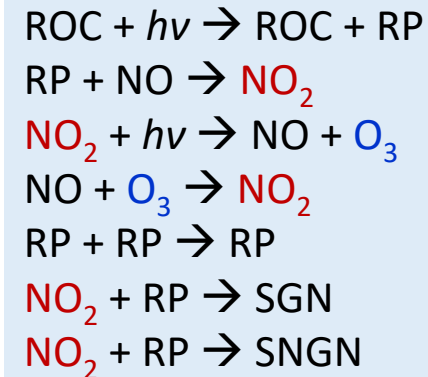 ROC + hν → ROC + RP
RP + NO → NO₂
NO₂ + hν → NO + O₃
NO + O₃ → NO₂
RP + RP → RP
NO₂ + RP → SGN
NO₂ + RP → SNGN